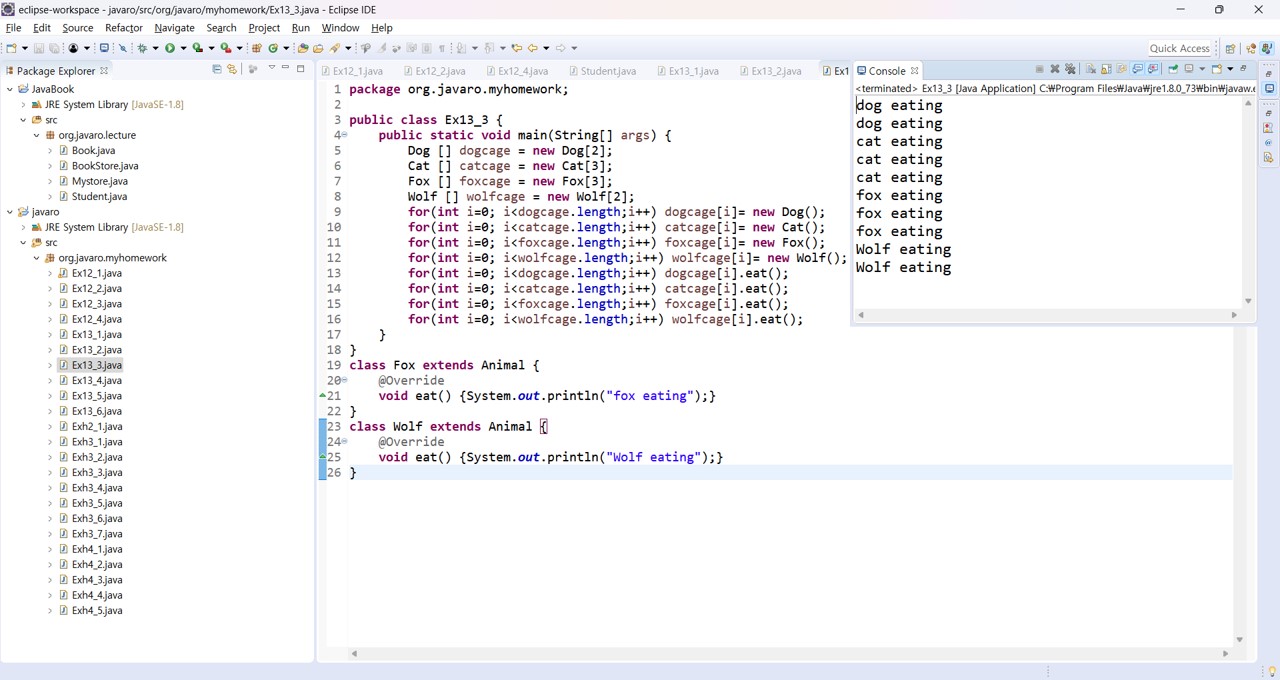 eclipse-workspace - javaro/src/org/javaro/myhomework/Ex13_3.java - Eclipse IDE
File Edit Source Refactor Navigate Search Project Run Window Help
Quick Access
Package Explorer
JavaBook
JRE System Library [JavaSE-1.8]
src
org.javaro.lecture
Book.java
BookStore.java
Mystore.java
Student.java
javaro
JRE System Library [JavaSE-1.8]
src
org.javaro.myhomework
Ex12_1.java
Ex12_2.java
Ex12_3.java
Ex12_4.java
Ex13_1.java
Ex13_2.java
Ex13_3.java
Ex13_4.java
Ex13_5.java
Ex13_6.java
Exh2_1.java
Exh3_1.java
Exh3_2.java
Exh3_3.java
Exh3_4.java
Exh3_5.java
Exh3_6.java
Exh3_7.java
Exh4_1.java
Exh4_2.java
Exh4_3.java
Exh4_4.java
Exh4_5.java
Ex12_1.java Ex12_2.java Ex12_4.java Student.java Ex13_1.java Ex13_2.java Ex1
1 package org.javaro.myhomework;
2
3 public class Ex13_3 {
4 public static void main(String[] args) {
5 Dog [] dogcage = new Dog[2];
6 Cat [] catcage = new Cat[3];
7 Fox [] foxcage = new Fox[3];
8 Wolf [] wolfcage = new Wolf[2];
9 for(int i=0; i<dogcage.length;i++) dogcage[i]= new Dog();
10 for(int i=0; i<catcage.length;i++) catcage[i]= new Cat();
11 for(int i=0; i<foxcage.length;i++) foxcage[i]= new Fox();
12 for(int i=0; i<wolfcage.length;i++) wolfcage[i]= new Wolf();
13 for(int i=0; i<dogcage.length;i++) dogcage[i].eat();
14 for(int i=0; i<catcage.length;i++) catcage[i].eat();
15 for(int i=0; i<foxcage.length;i++) foxcage[i].eat();
16 for(int i=0; i<wolfcage.length;i++) wolfcage[i].eat();
17 }
18 }
19 class Fox extends Animal {
20 @Override
21 void eat() {System.out.println("fox eating");}
22 }
23 class Wolf extends Animal {
24 @Override
25 void eat() {System.out.println("Wolf eating");}
26 }
Console
<terminated> Ex13_3 [Java Application] C:₩Program Files₩Java₩jre1.8.0_73₩bin₩javaw.e
dog eating
dog eating
cat eating
cat eating
cat eating
fox eating
fox eating
fox eating
Wolf eating
Wolf eating